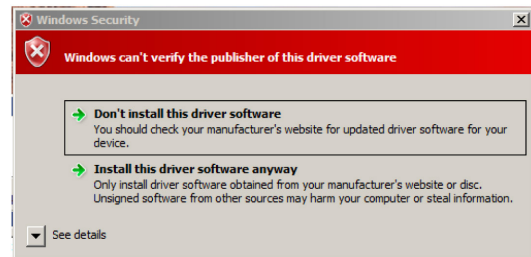 Windows Security
Windows can't verify the publisher of this driver software
Don't install this driver software
You should check your manufacturer's website for updated driver software for your
device.
Install this driver software anyway
Only install driver software obtained from your manufacturer's website or disc.
Unsigned software from other sources may harm your computer or steal information.
See details